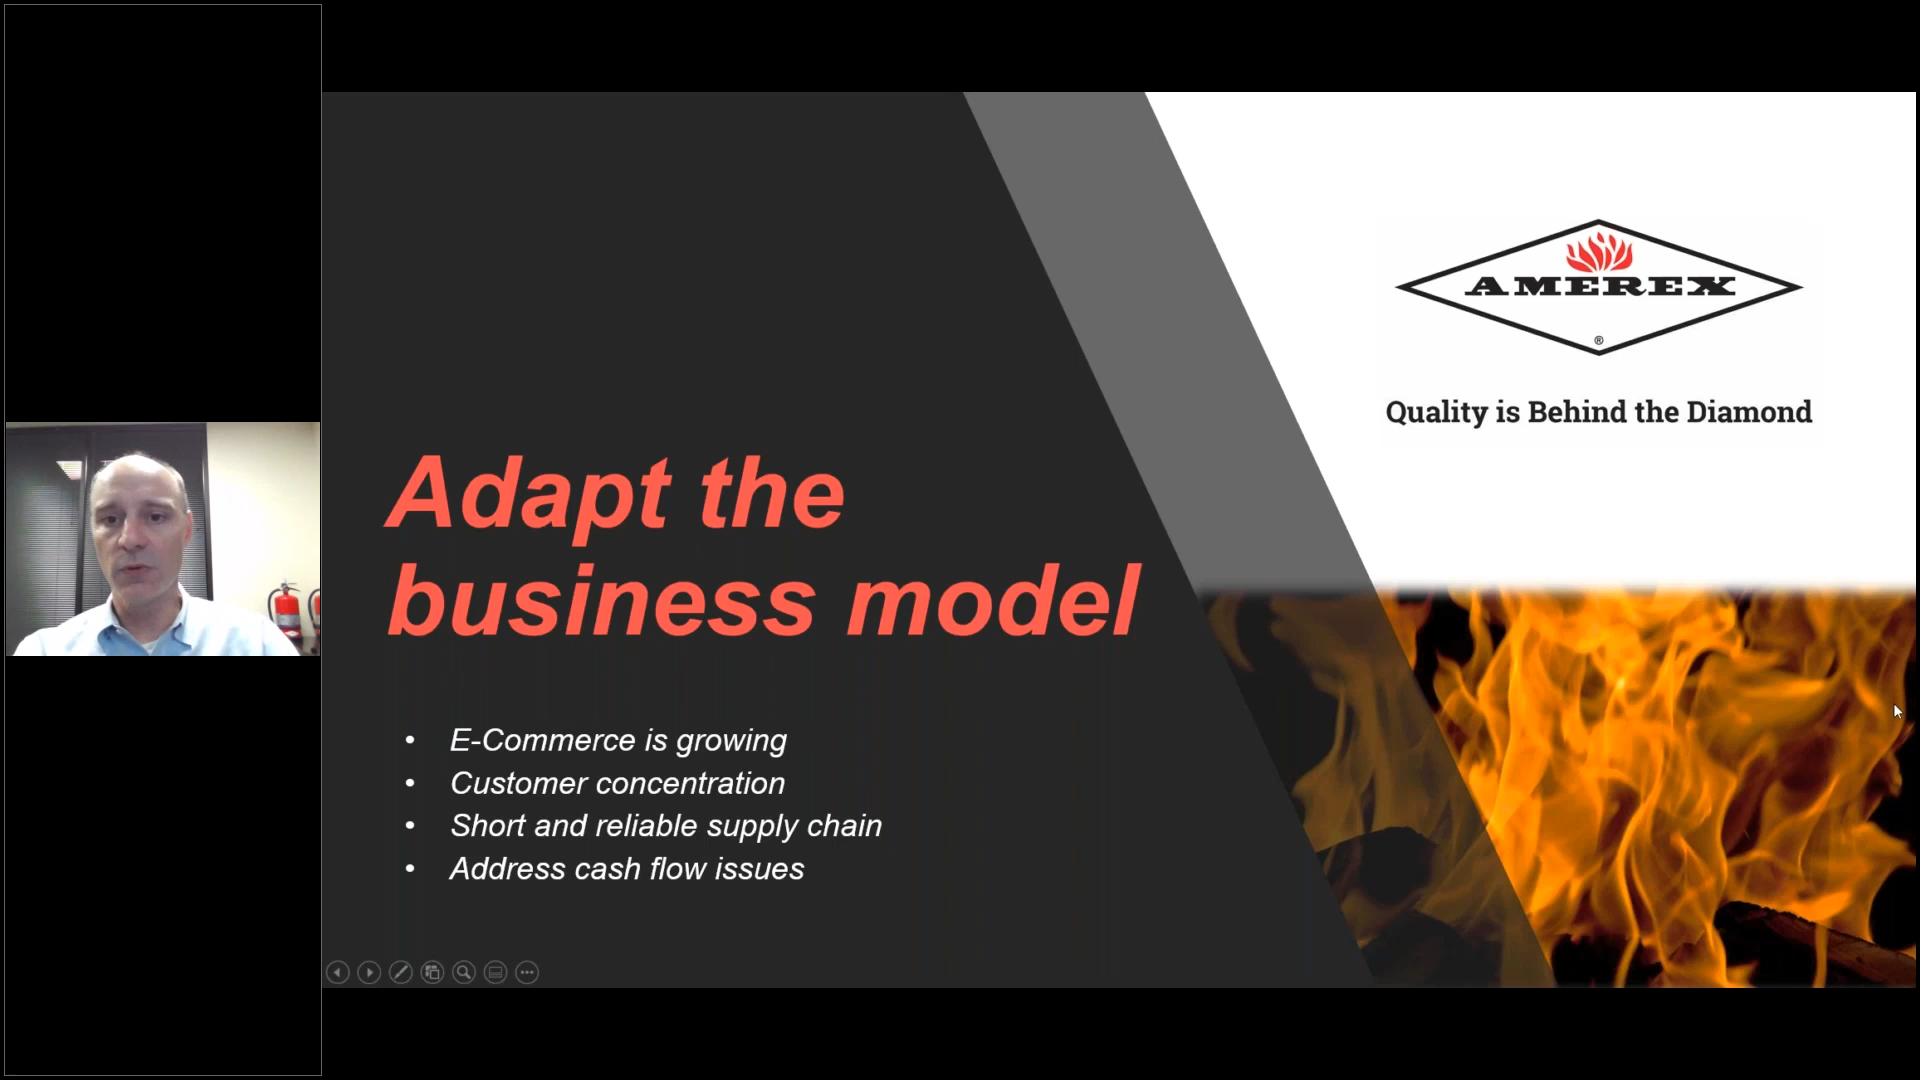 AMEREX
®
Quality is Behind the Diamond
Adapt the
business model
• E-Commerce is growing
• Customer concentration
• Short and reliable supply chain
• Address cash flow issues